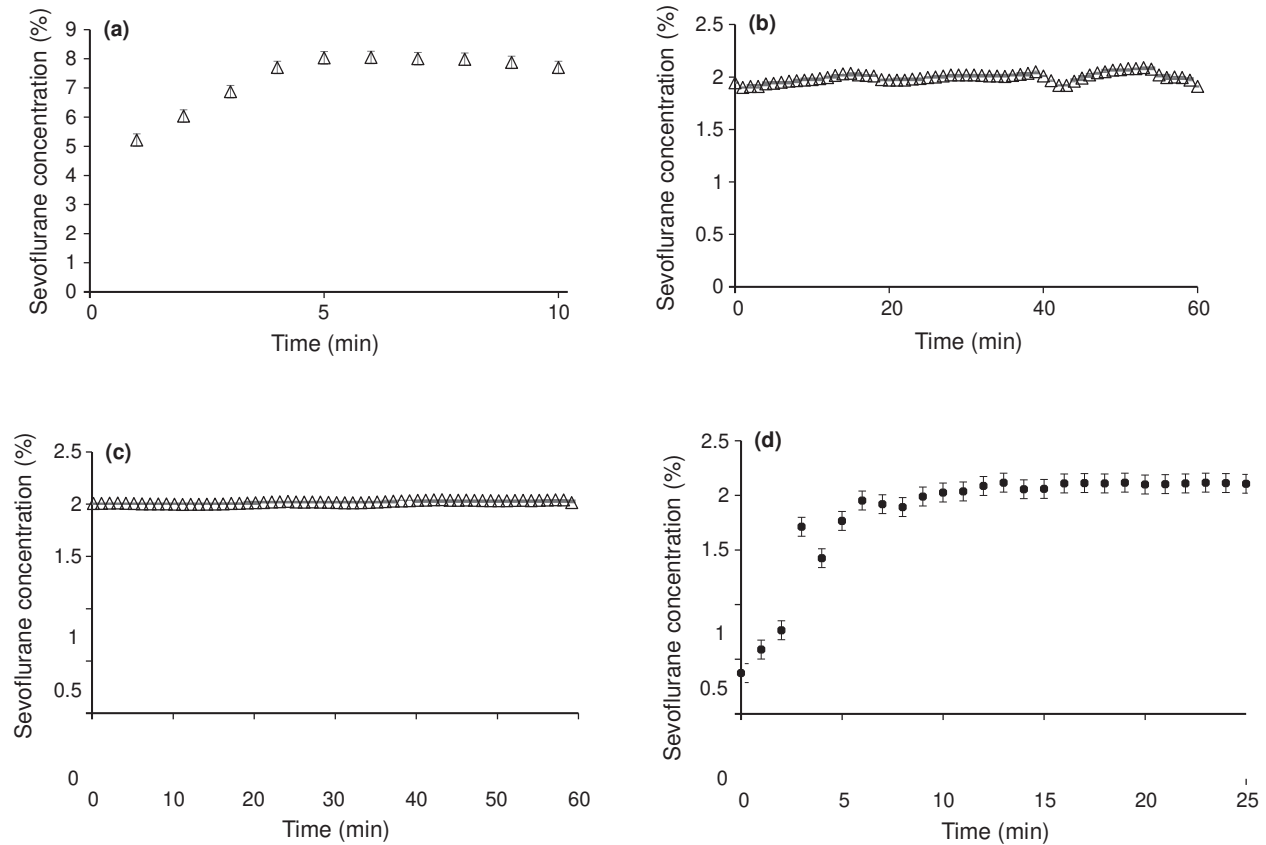 (a)
Sevoflurane concentration (%)
9
8
7
6
5
4
3
2
1
0
0 5 10
Time (min)
(b)
Sevoflurane concentration (%)
2.5
2
1.5
1
0.5
0
0 20 40 60
Time (min)
(c)
Sevoflurane concentration (%)
2.5
2
1.5
1
0.5
0
0 10 20 30 40 50 60
Time (min)
(d)
Sevoflurane concentration (%)
2.5
2
1.5
1
0.5
0
0 5 10 15 20 25
Time (min)